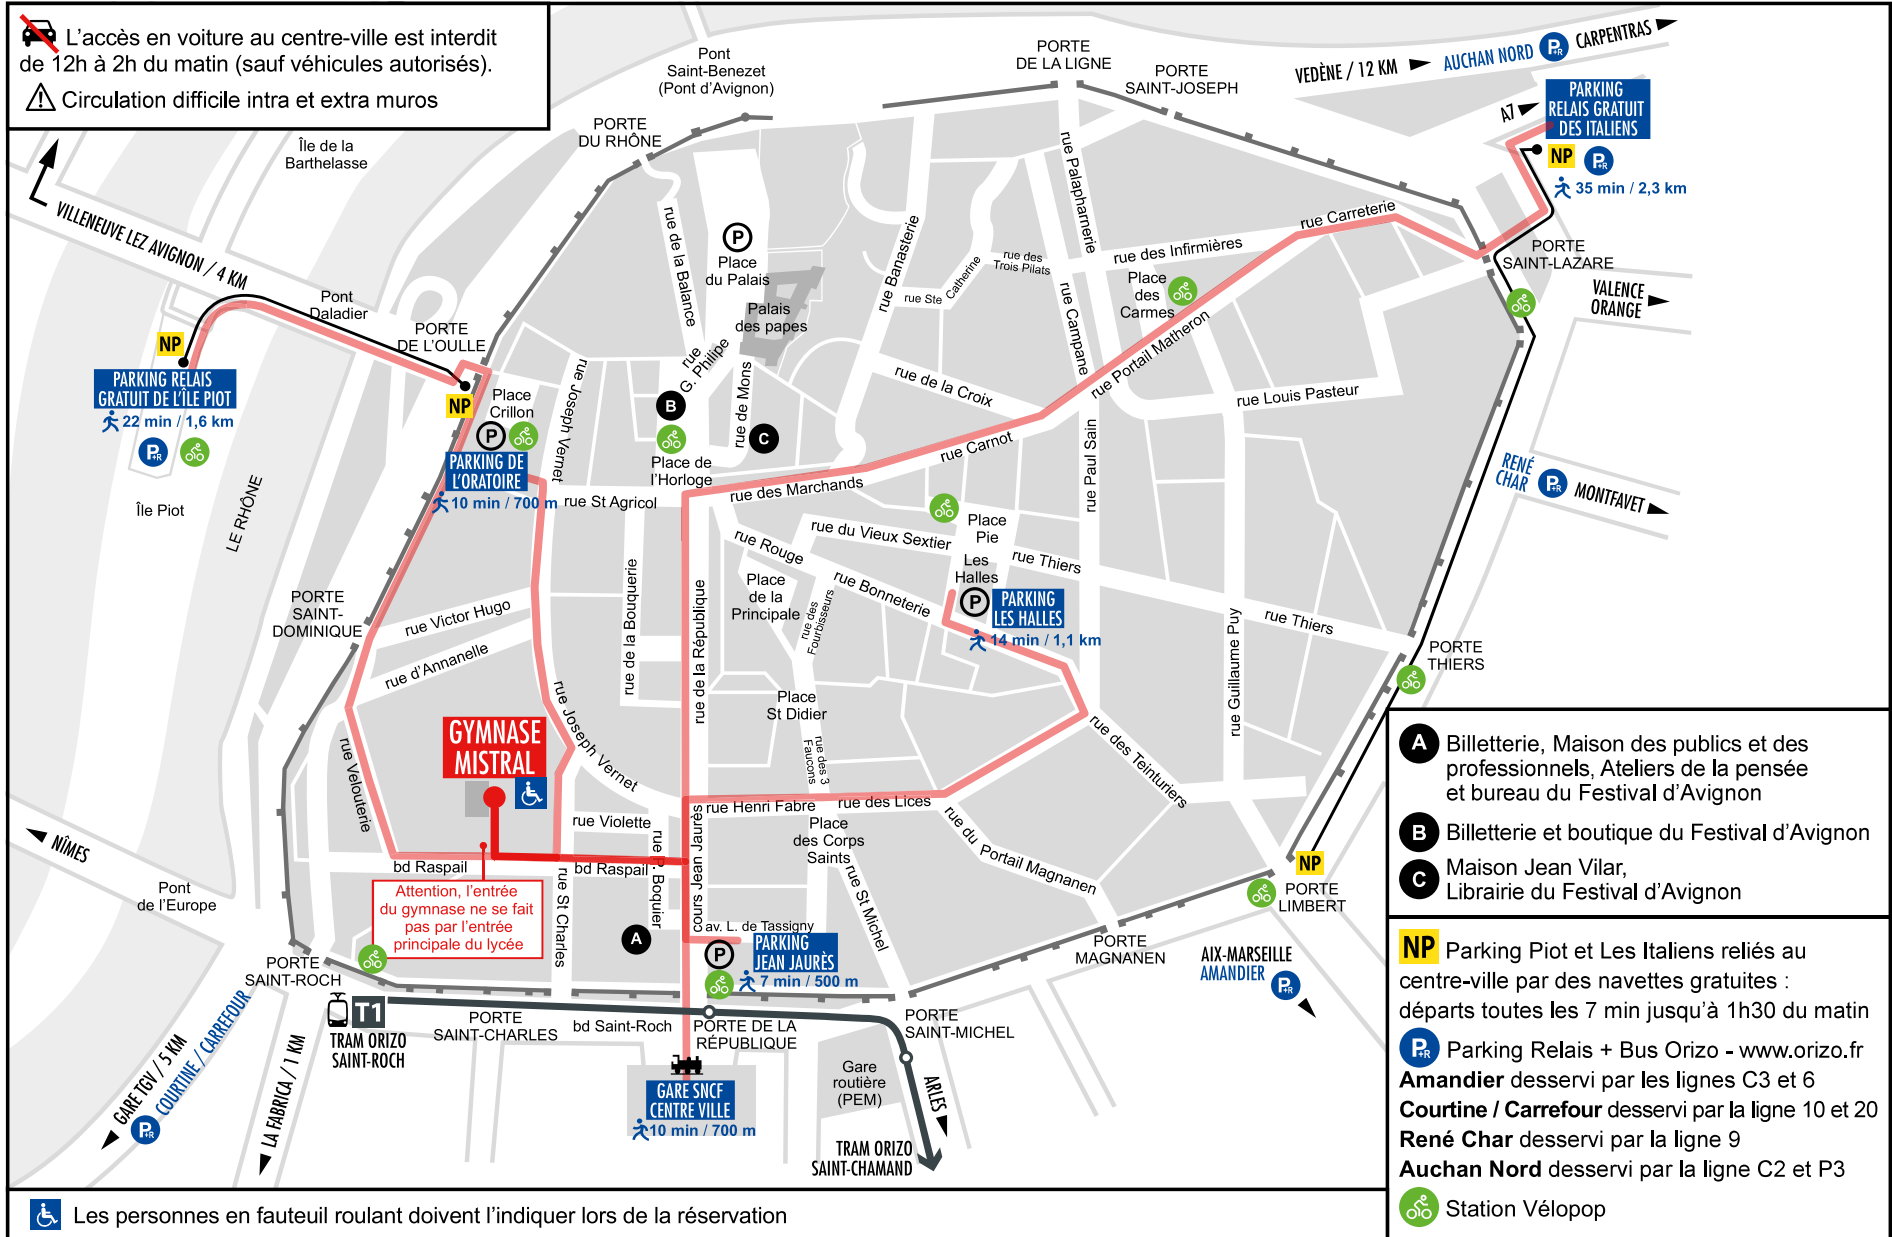 L'accès en voiture au centre-ville est interdit
de 12h à 2h du matin (sauf véhicules autorisés).
Circulation difficile intra et extra muros
Pont
Saint-Benezet
(Pont d'Avignon)
PORTE
DE LA LIGNE
PORTE
SAINT-JOSEPH
VEDÈNE / 12 KM
AUCHAN NORD
P+R
CARPENTRAS
A7
PARKING
RELAIS GRATUIT
DES ITALIENS
NP
P+R
35 min / 2,3 km
PORTE
DU RHÔNE
Île de la
Barthelasse
VILLENEUVE LEZ AVIGNON / 4 KM
Pont
Daladier
PORTE
DE L'OULLE
NP
PARKING RELAIS
GRATUIT DE L'ÎLE PIOT
22 min / 1,6 km
P+R
Île Piot
LE RHÔNE
NP
Place
Crillon
P
PARKING DE
L'ORATOIRE
10 min / 700 m
rue Joseph Vernet
rue de la Balance
P
Place
du Palais
Palais
des papes
rue
G. Philipe
rue de Mons
B
C
Place de
l'Horloge
rue St Agricol
rue Banasterie
rue Ste
Catherine
rue des
Trois Pilats
rue Palapharnerie
rue des Infirmières
rue Carreterie
Place
des
Carmes
rue Campane
rue Portail Matheron
rue de la Croix
rue Louis Pasteur
PORTE
SAINT-LAZARE
VALENCE
ORANGE
rue Carnot
rue des Marchands
rue Paul Sain
RENÉ
CHAR
P+R
MONTFAVET
Place
Pie
rue du Vieux Sextier
rue Rouge
rue Thiers
Les
Halles
P
PARKING
LES HALLES
14 min / 1,1 km
rue Bonneterie
Place
de la
Principale
rue des
Fourbisseurs
rue Thiers
rue Guillaume Puy
PORTE
THIERS
PORTE
SAINT-
DOMINIQUE
rue Victor Hugo
rue d'Annanelle
rue de la Bouquerie
rue de la République
Place
St Didier
rue des 3
Faucons
rue des Teinturiers
rue Velouterie
GYMNASE
MISTRAL
rue Joseph Vernet
rue Henri Fabre
rue des Lices
rue Violette
rue P. Boquier
cours Jean Jaurès
Place
des Corps
Saints
rue du Portail Magnanen
bd Raspail
bd Raspail
rue St Charles
rue St Michel
Attention, l'entrée
du gymnase ne se fait
pas par l'entrée
principale du lycée
A
av. L. de Tassigny
P
PARKING
JEAN JAURÈS
7 min / 500 m
NP
PORTE
LIMBERT
PORTE
MAGNANEN
AIX-MARSEILLE
AMANDIER
P+R
NÎMES
Pont
de l'Europe
PORTE
SAINT-ROCH
T1
TRAM ORIZO
SAINT-ROCH
PORTE
SAINT-CHARLES
bd Saint-Roch
PORTE DE LA
RÉPUBLIQUE
PORTE
SAINT-MICHEL
GARE TGV / 5 KM
P+R
COURTINE / CARREFOUR
LA FABRICA / 1 KM
GARE SNCF
CENTRE VILLE
10 min / 700 m
Gare
routière
(PEM)
ARLES
TRAM ORIZO
SAINT-CHAMAND
A Billetterie, Maison des publics et des
professionnels, Ateliers de la pensée
et bureau du Festival d'Avignon
B Billetterie et boutique du Festival d'Avignon
C Maison Jean Vilar,
Librairie du Festival d'Avignon
NP Parking Piot et Les Italiens reliés au
centre-ville par des navettes gratuites :
départs toutes les 7 min jusqu'à 1h30 du matin
P+R Parking Relais + Bus Orizo - www.orizo.fr
Amandier desservi par les lignes C3 et 6
Courtine / Carrefour desservi par la ligne 10 et 20
René Char desservi par la ligne 9
Auchan Nord desservi par la ligne C2 et P3
Station Vélopop
Les personnes en fauteuil roulant doivent l'indiquer lors de la réservation